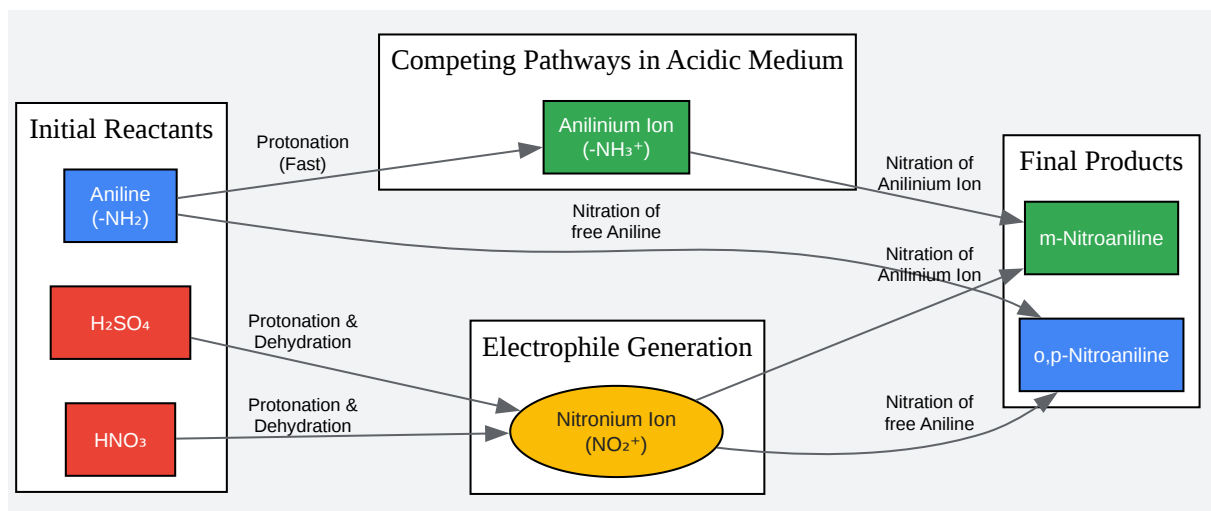 Competing Pathways in Acidic Medium
Initial Reactants
Anilinium Ion
(-NH₃⁺)
Protonation
(Fast)
Final Products
Nitration of
Anilinium Ion
Aniline
(-NH₂)
Nitration of
free Aniline
m-Nitroaniline
Nitration of
Anilinium Ion
H₂SO₄
Protonation &
Dehydration
Electrophile Generation
o,p-Nitroaniline
HNO₃
Protonation &
Dehydration
Nitronium Ion
(NO₂⁺)
Nitration of
free Aniline